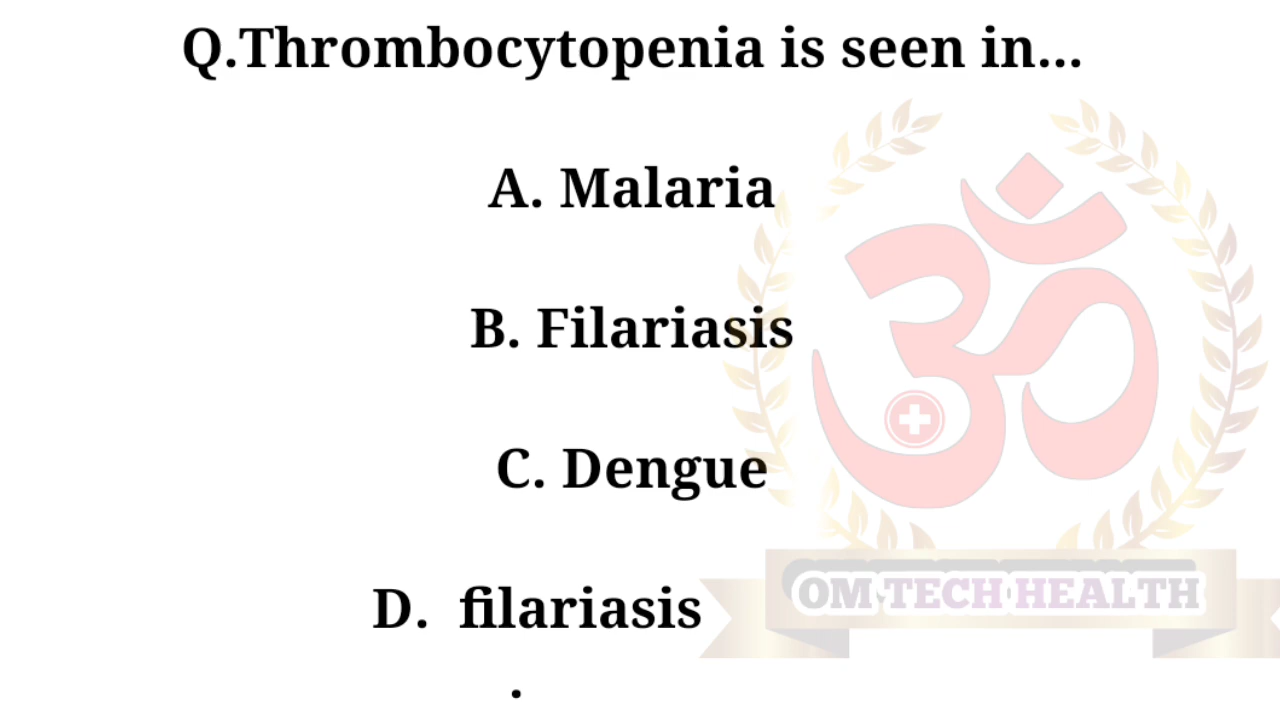 Q.Thrombocytopenia is seen in...
A. Malaria
B. Filariasis
C. Dengue
D. filariasis
.
OM TECH HEALTH